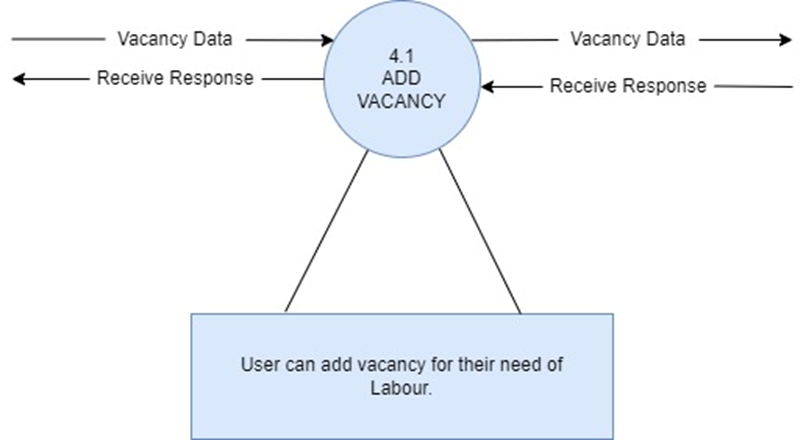 Vacancy Data
Receive Response
4.1
ADD
VACANCY
Vacancy Data
Receive Response
User can add vacancy for their need of
Labour.